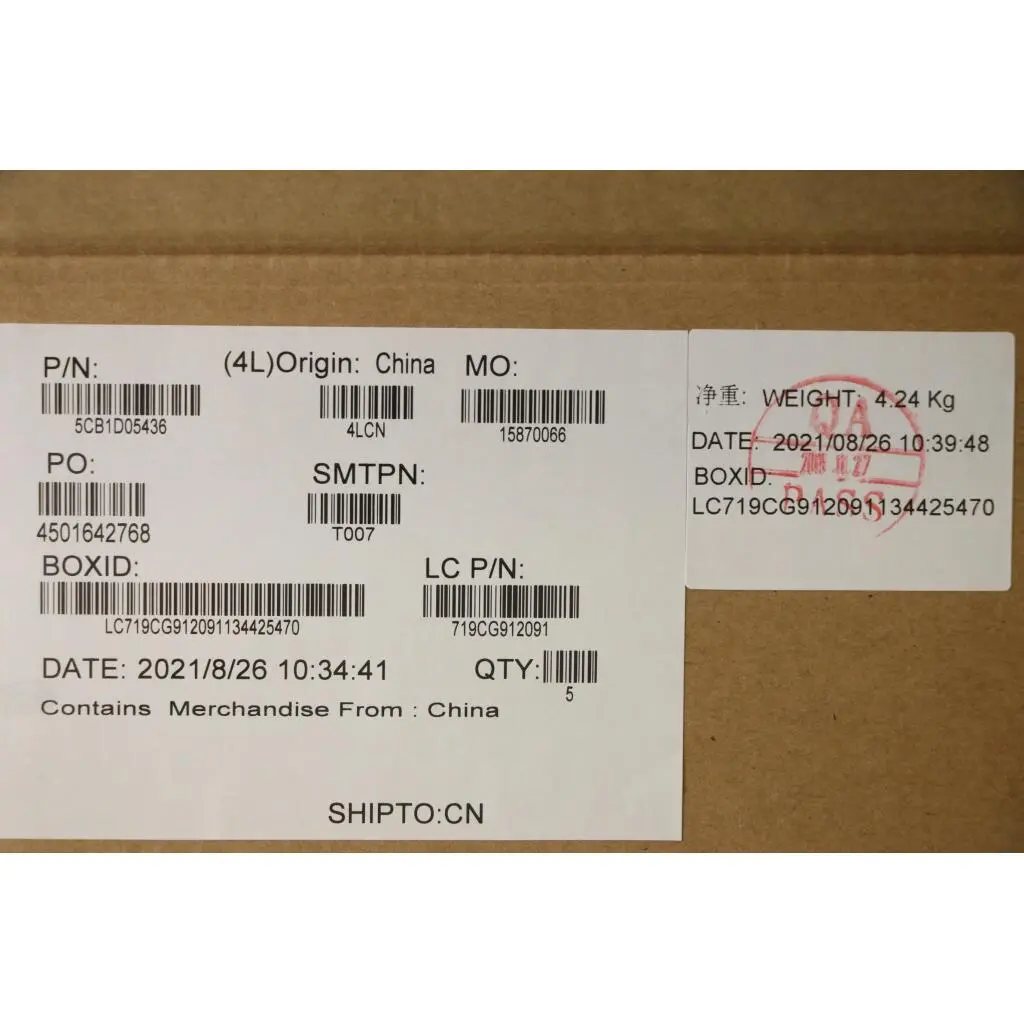 P/N:
5CB1D05436
(4L)Origin: China
4LCN
MO:
15870066
PO:
4501642768
SMTPN:
T007
BOXID:
LC719CG912091134425470
LC P/N:
719CG912091
DATE: 2021/8/26 10:34:41
QTY:
5
Contains Merchandise From : China
SHIPTO:CN
净重: WEIGHT: 4.24 Kg
DATE: 2021/08/26 10:39:48
BOXID:
LC719CG912091134425470
QA
PASS